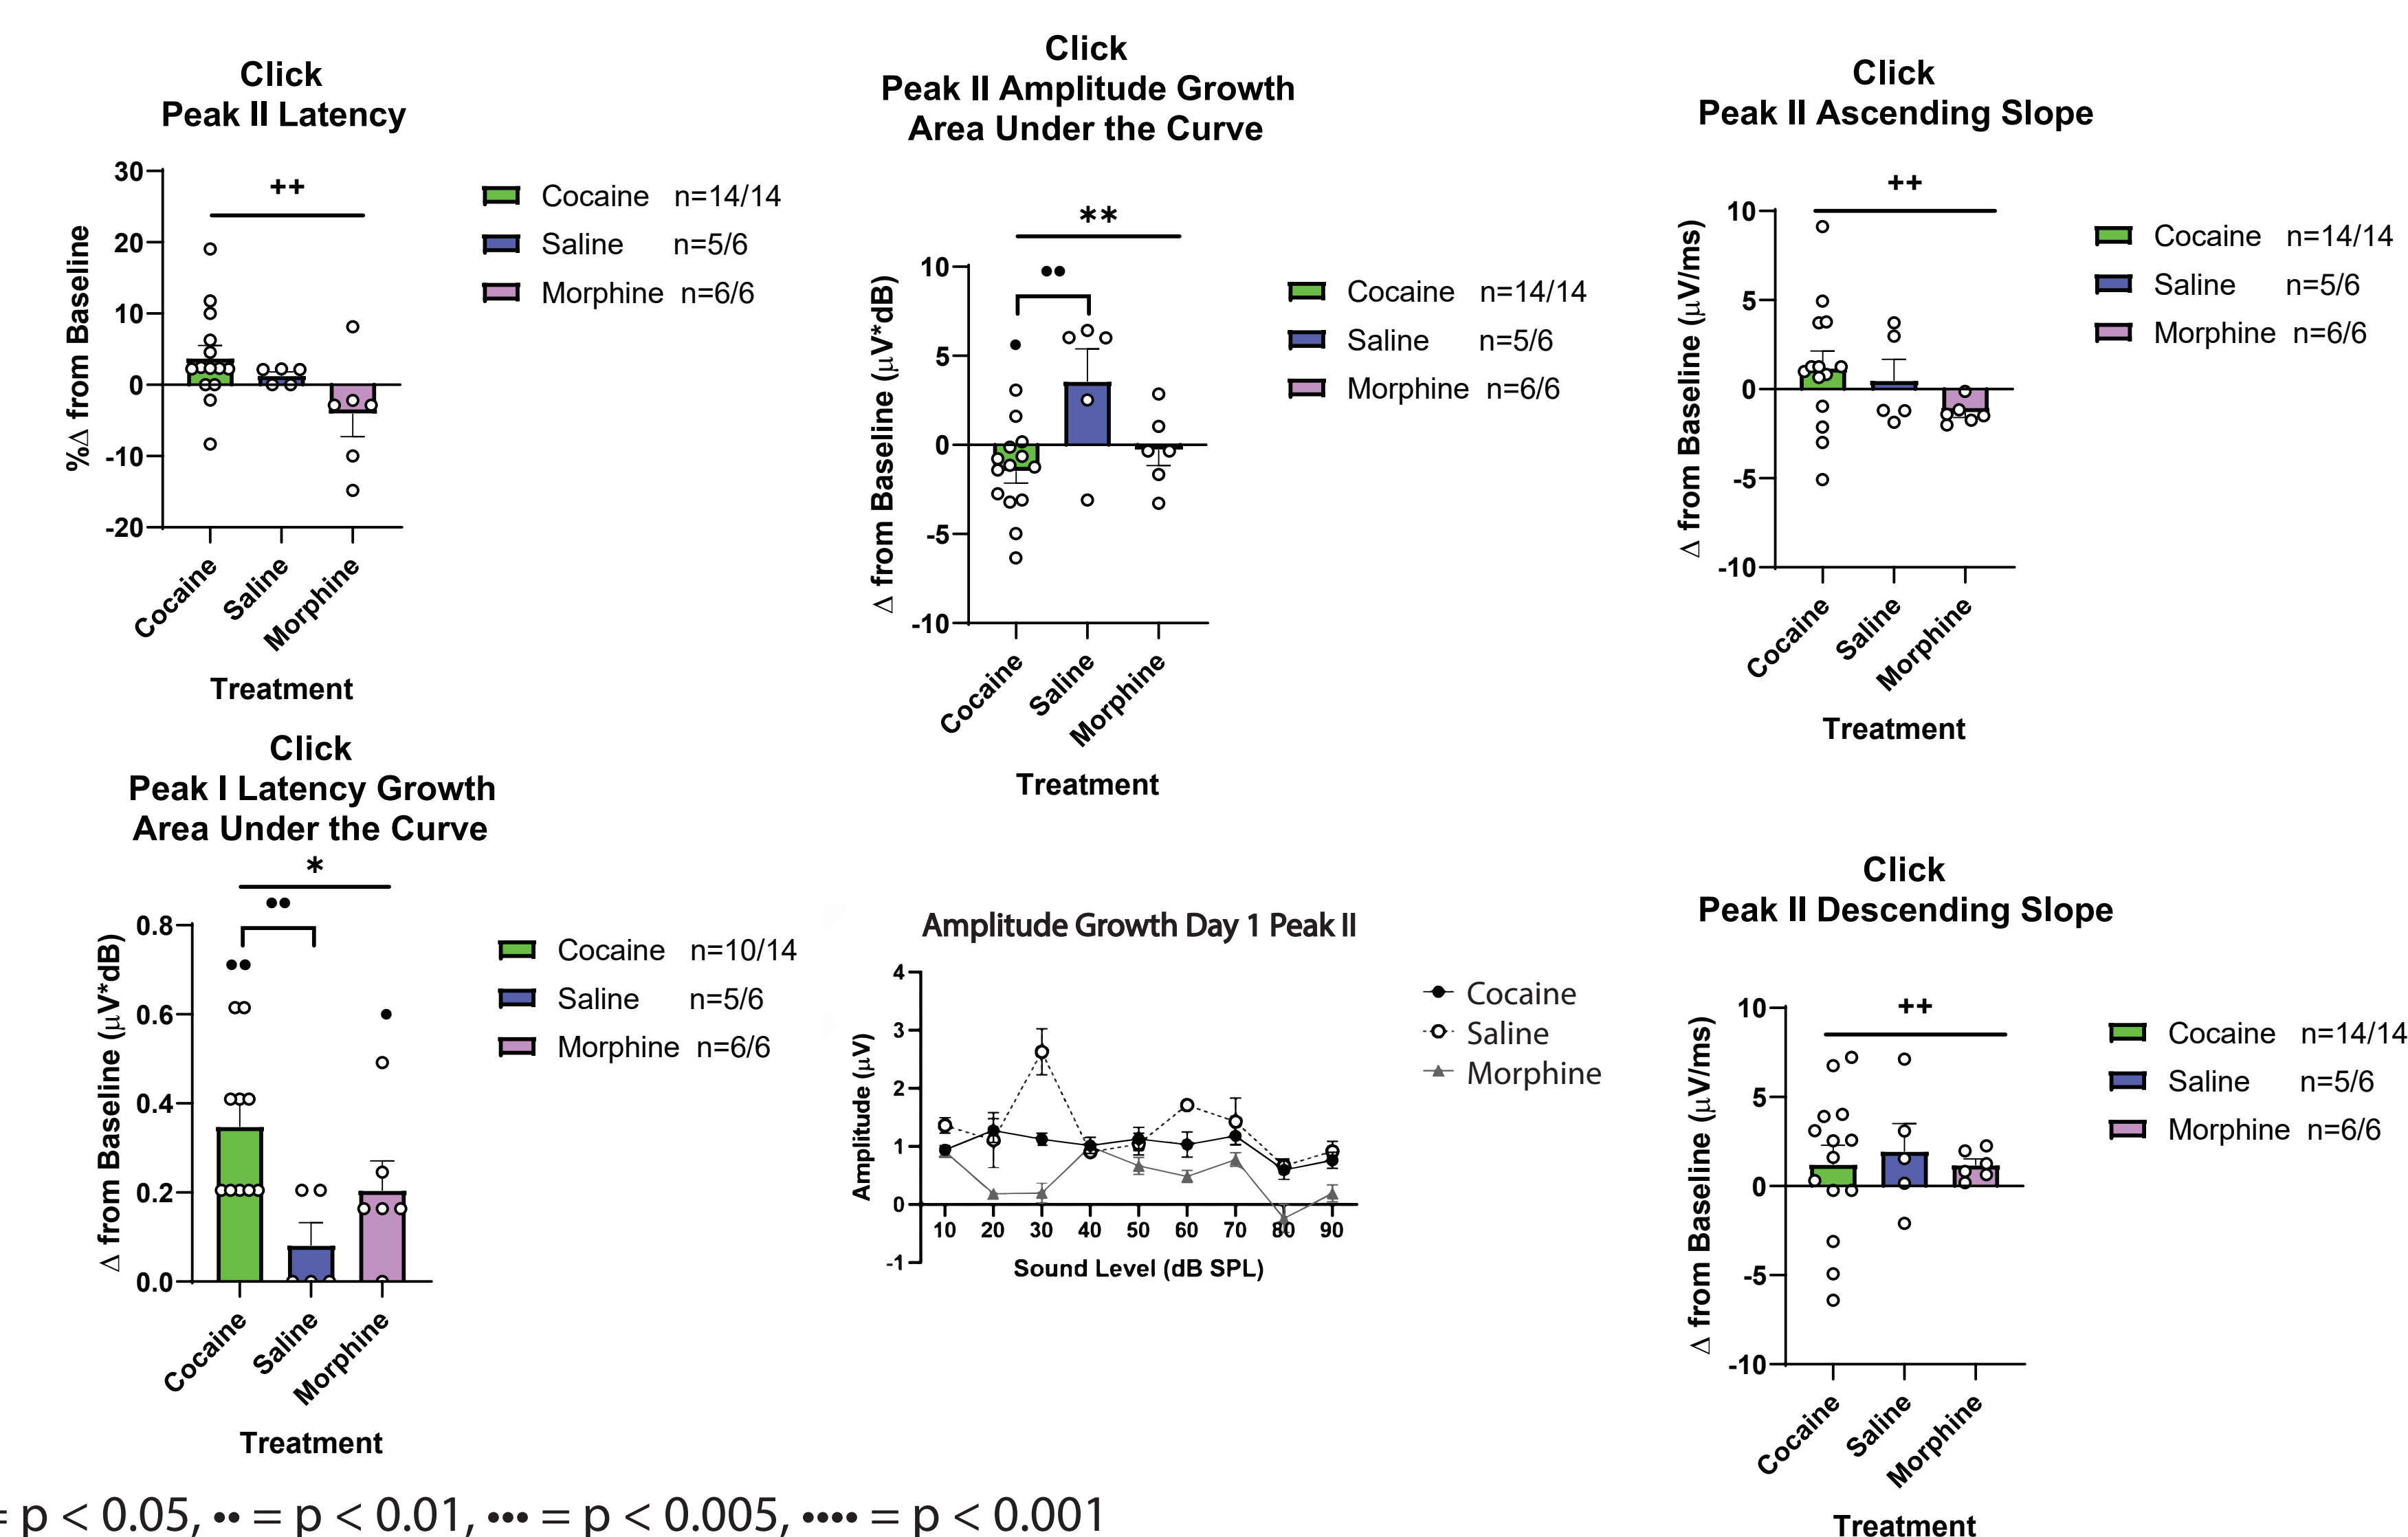 Click
Peak II Latency
30
20
10
0
-10
-20
%Δ from Baseline
++
Cocaine n=14/14
Saline n=5/6
Morphine n=6/6
Cocaine
Saline
Morphine
Treatment
Click
Peak II Amplitude Growth
Area Under the Curve
10
5
0
-5
-10
Δ from Baseline (μV*dB)
**
••
Cocaine n=14/14
Saline n=5/6
Morphine n=6/6
Cocaine
Saline
Morphine
Treatment
Click
Peak II Ascending Slope
10
5
0
-5
-10
Δ from Baseline (μV/ms)
++
Cocaine n=14/14
Saline n=5/6
Morphine n=6/6
Cocaine
Saline
Morphine
Treatment
Click
Peak I Latency Growth
Area Under the Curve
*
••
0.8
0.6
0.4
0.2
0.0
Δ from Baseline (μV*dB)
Cocaine n=10/14
Saline n=5/6
Morphine n=6/6
Cocaine
Saline
Morphine
Treatment
Amplitude Growth Day 1 Peak II
4
3
2
1
0
-1
Amplitude (μV)
10 20 30 40 50 60 70 80 90
Sound Level (dB SPL)
Cocaine
Saline
Morphine
Click
Peak II Descending Slope
10
5
0
-5
-10
Δ from Baseline (μV/ms)
++
Cocaine n=14/14
Saline n=5/6
Morphine n=6/6
Cocaine
Saline
Morphine
Treatment
= p < 0.05, •• = p < 0.01, ••• = p < 0.005, •••• = p < 0.001